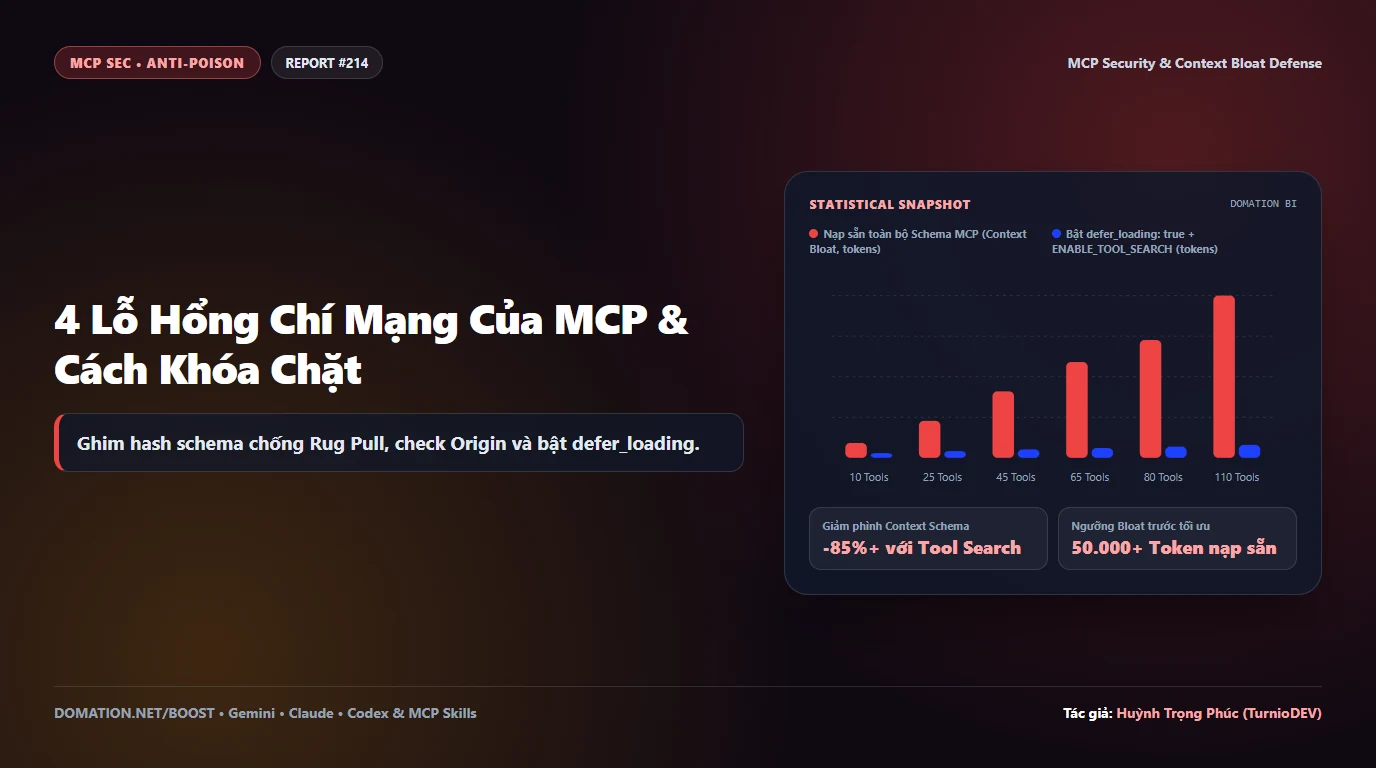 MCP SEC • ANTI-POISON
REPORT #214
MCP Security & Context Bloat Defense
4 Lỗ Hổng Chí Mạng Của MCP &
Cách Khóa Chặt
Ghim hash schema chống Rug Pull, check Origin và bật defer_loading.
STATISTICAL SNAPSHOT
DOMATION BI
Nạp sẵn toàn bộ Schema MCP (Context
Bloat, tokens)
Bật defer_loading: true +
ENABLE_TOOL_SEARCH (tokens)
10 Tools
25 Tools
45 Tools
65 Tools
80 Tools
110 Tools
Giảm phình Context Schema
-85%+ với Tool Search
Ngưỡng Bloat trước tối ưu
50.000+ Token nạp sẵn
DOMATION.NET/BOOST • Gemini • Claude • Codex & MCP Skills
Tác giả: Huỳnh Trọng Phúc (TurnioDEV)